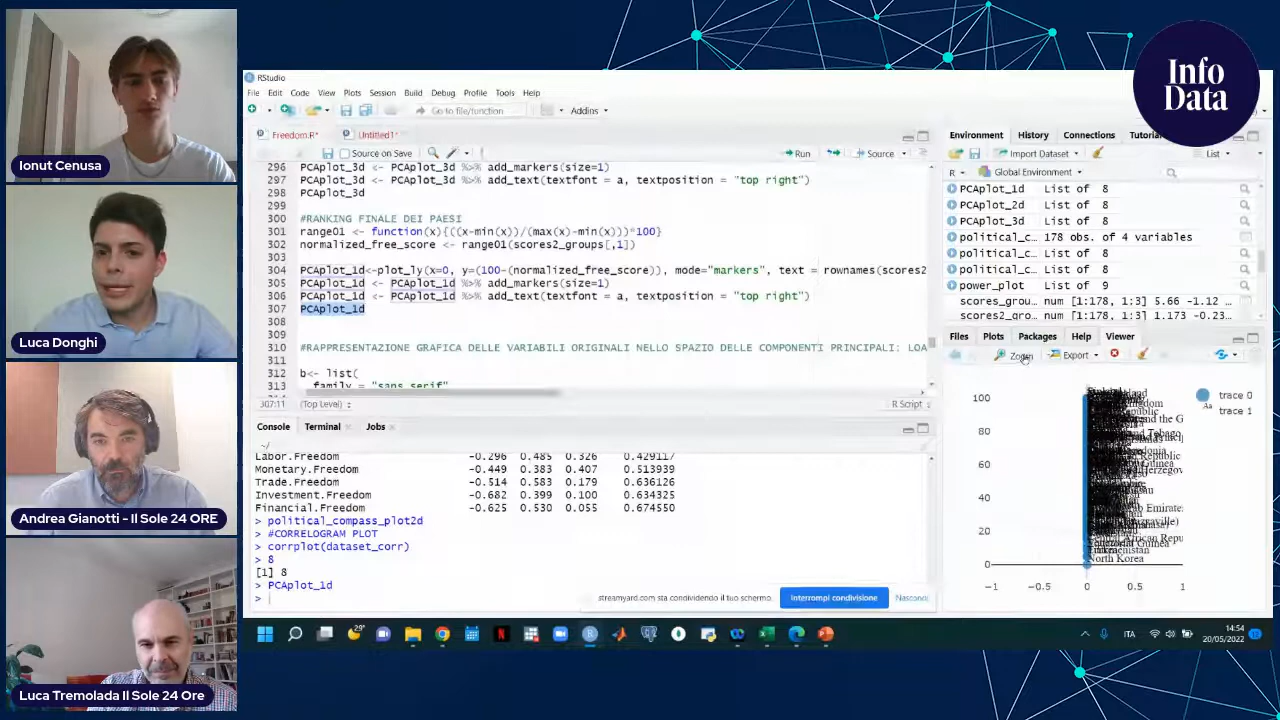 Ionut Cenusa
Luca Donghi
Andrea Gianotti - Il Sole 24 ORE
Luca Tremolada Il Sole 24 Ore
Info
Data
RStudio
File Edit Code View Plots Session Build Debug Profile Tools Help
Go to file/function
Addins
Freedom.R*
Untitled1*
Source on Save
Run
Source
296 PCAplot_3d <- PCAplot_3d %>% add_markers(size=1)
297 PCAplot_3d <- PCAplot_3d %>% add_text(textfont = a, textposition = "top right")
298 PCAplot_3d
299
300 #RANKING FINALE DEI PAESI
301 range01 <- function(x){((x-min(x))/(max(x)-min(x)))*100}
302 normalized_free_score <- range01(scores2_groups[,1])
303
304 PCAplot_1d<-plot_ly(x=0, y=(100-(normalized_free_score)), mode="markers", text = rownames(scores2
305 PCAplot_1d <- PCAplot_1d %>% add_markers(size=1)
306 PCAplot_1d <- PCAplot_1d %>% add_text(textfont = a, textposition = "top right")
307 PCAplot_1d
308
309
310 #RAPPRESENTAZIONE GRAFICA DELLE VARIABILI ORIGINALI NELLO SPAZIO DELLE COMPONENTI PRINCIPALI: LOA
311
312 b<- list(
313 family = "sans serif"
307:11 (Top Level) R Script
Console Terminal Jobs
~/
Labor.Freedom -0.296 0.485 0.326 0.429117
Monetary.Freedom -0.449 0.383 0.407 0.513939
Trade.Freedom -0.514 0.583 0.179 0.636126
Investment.Freedom -0.682 0.399 0.100 0.634325
Financial.Freedom -0.625 0.530 0.055 0.674550
> political_compass_plot2d
> #CORRELOGRAM PLOT
> corrplot(dataset_corr)
> 8
[1] 8
> PCAplot_1d
>
Environment History Connections Tutorial
Import Dataset List
R Global Environment
PCAplot_1d List of 8
PCAplot_2d List of 8
PCAplot_3d List of 8
political_c… 178 obs. of 4 variables
political_c… List of 8
political_c… List of 8
power_plot List of 9
scores_grou… num [1:178, 1:3] 5.66 -1.12 ...
scores2_groups num [1:178, 1:3] 1.173 -0.23…
Files Plots Packages Help Viewer
Zoom Export
100
80
60
40
20
0
−1 −0.5 0 0.5 1
trace 0
Aa trace 1
North Korea
streamyard.com sta condividendo il tuo schermo.
Interrompi condivisione
Nascondi
29°
ITA
14:54
20/05/2022